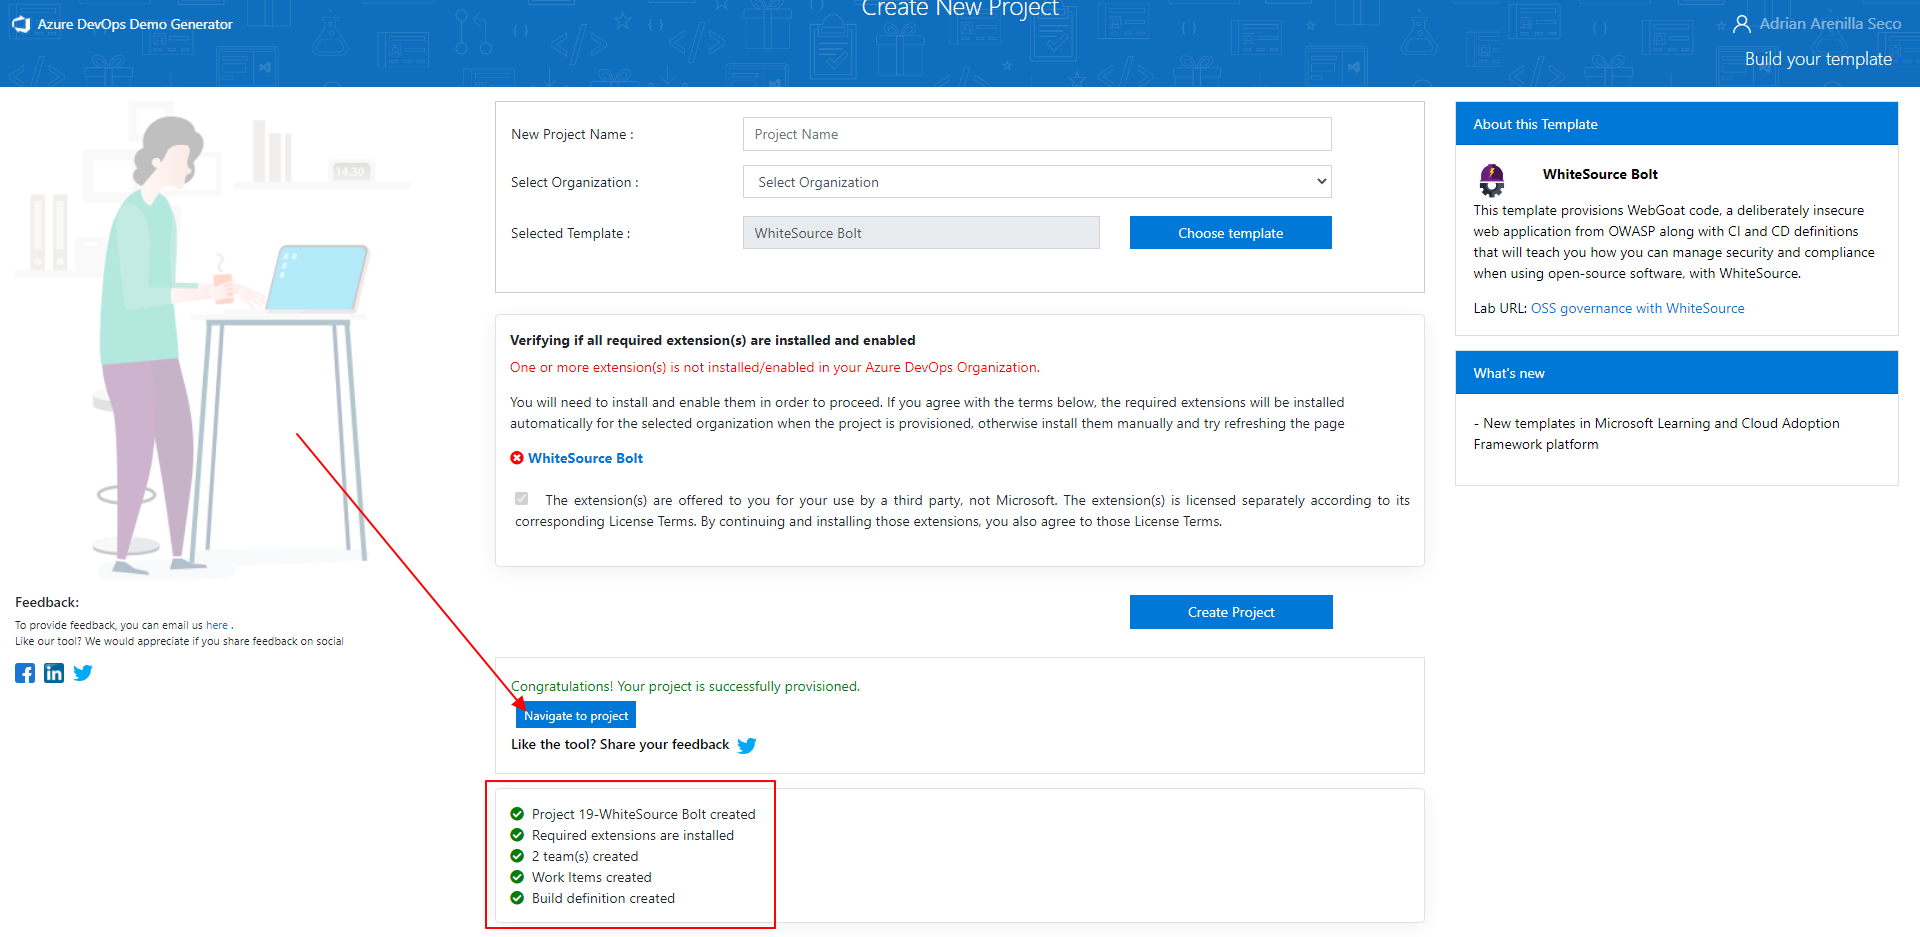 Azure DevOps Demo Generator
Create New Project
Adrian Arenilla Seco
Build your template
14.30
New Project Name :
Project Name
Select Organization :
Select Organization
Selected Template :
WhiteSource Bolt
Choose template
Verifying if all required extension(s) are installed and enabled
One or more extension(s) is not installed/enabled in your Azure DevOps Organization.
You will need to install and enable them in order to proceed. If you agree with the terms below, the required extensions will be installed
automatically for the selected organization when the project is provisioned, otherwise install them manually and try refreshing the page
WhiteSource Bolt
The extension(s) are offered to you for your use by a third party, not Microsoft. The extension(s) is licensed separately according to its
corresponding License Terms. By continuing and installing those extensions, you also agree to those License Terms.
Create Project
Congratulations! Your project is successfully provisioned.
Navigate to project
Like the tool? Share your feedback
Project 19-WhiteSource Bolt created
Required extensions are installed
2 team(s) created
Work Items created
Build definition created
Feedback:
To provide feedback, you can email us here .
Like our tool? We would appreciate if you share feedback on social
About this Template
WhiteSource Bolt
This template provisions WebGoat code, a deliberately insecure
web application from OWASP along with CI and CD definitions
that will teach you how you can manage security and compliance
when using open-source software, with WhiteSource.
Lab URL: OSS governance with WhiteSource
What's new
- New templates in Microsoft Learning and Cloud Adoption
Framework platform